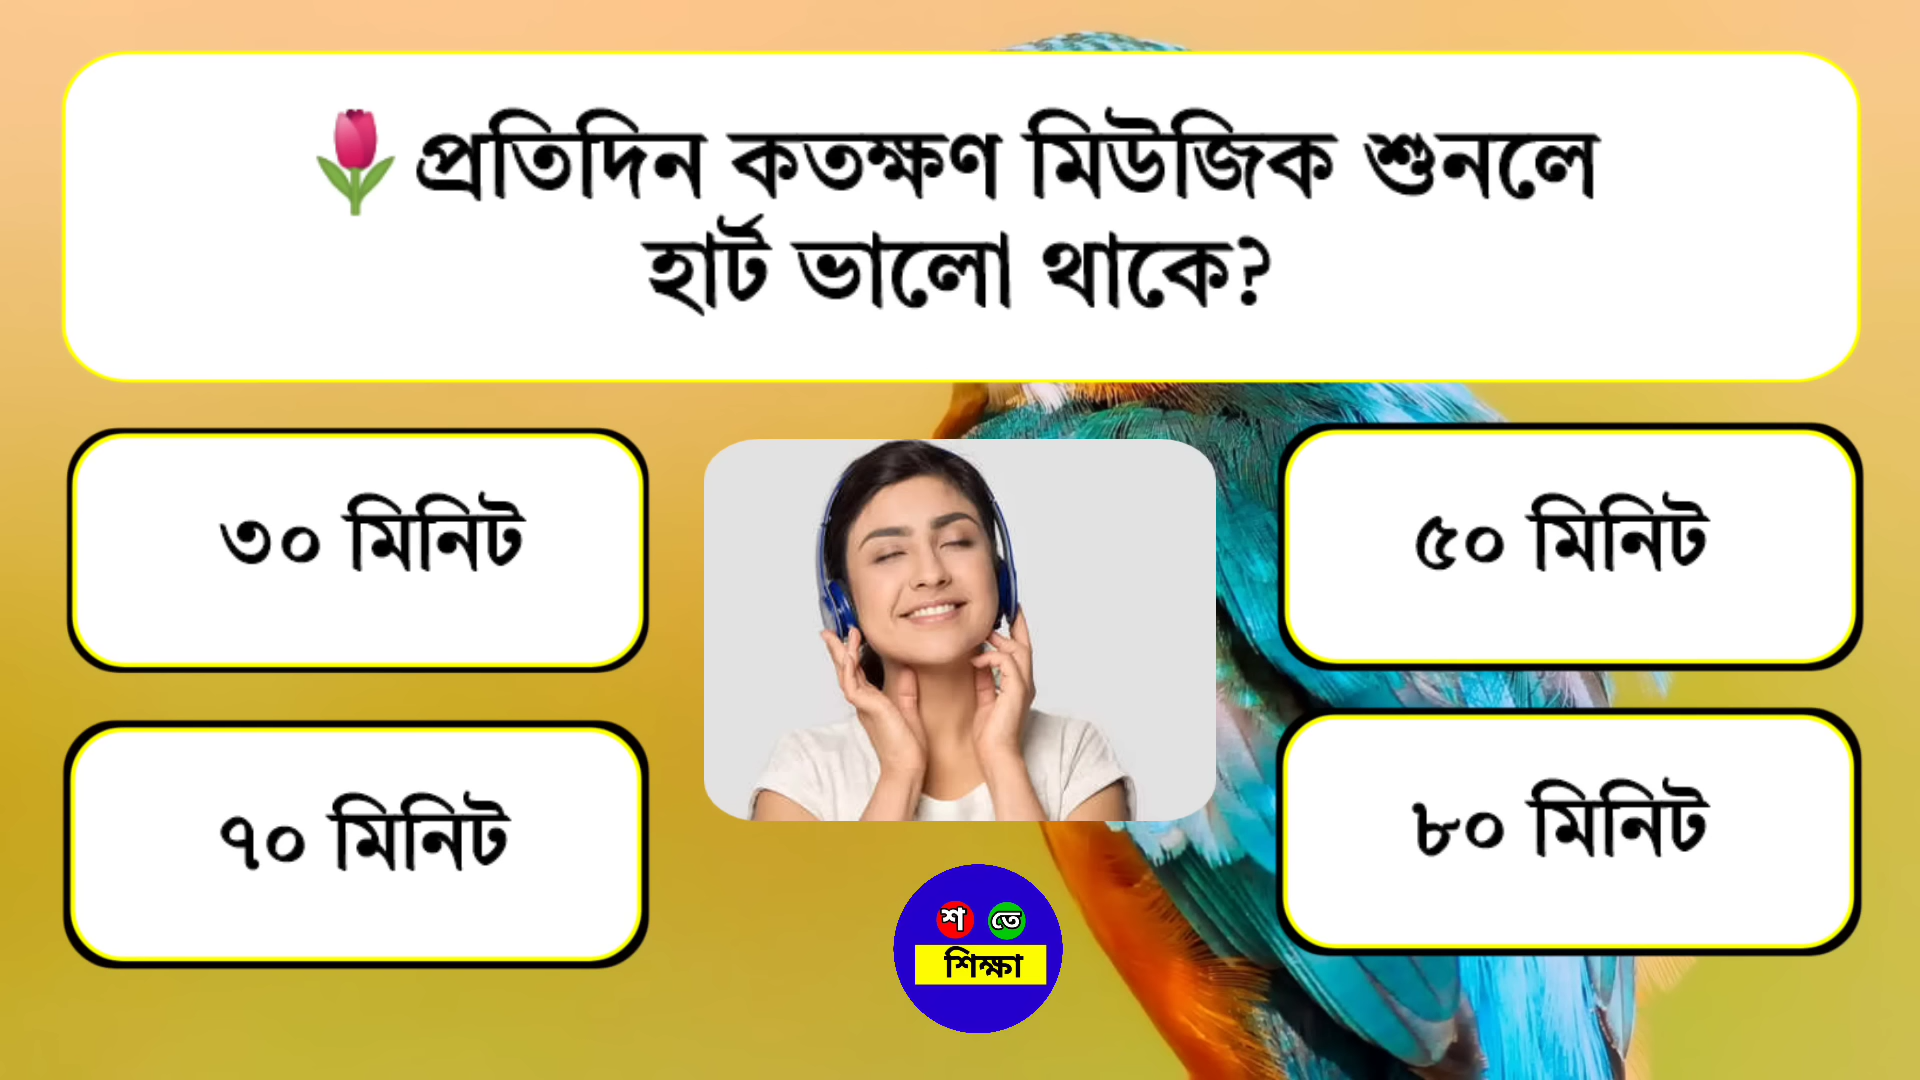 🌷প্রতিদিন কতক্ষণ মিউজিক শুনলে
হার্ট ভালো থাকে?
৩০ মিনিট
৫০ মিনিট
৭০ মিনিট
৮০ মিনিট
শ তে
শিক্ষা